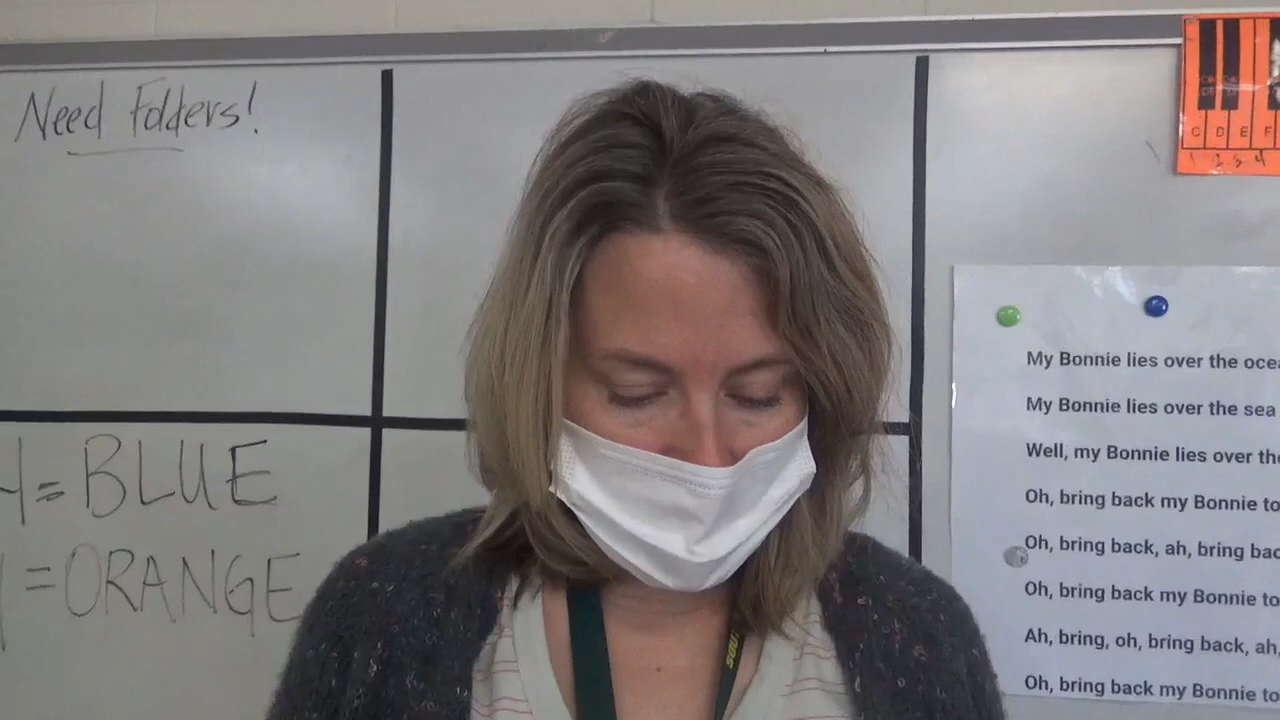 Need Folders!
4=BLUE
=ORANGE
C D E F
1 2 3 4
My Bonnie lies over the ocea
My Bonnie lies over the sea
Well, my Bonnie lies over the
Oh, bring back my Bonnie to
Oh, bring back, ah, bring bac
Oh, bring back my Bonnie to
Ah, bring, oh, bring back, ah,
Oh, bring back my Bonnie to